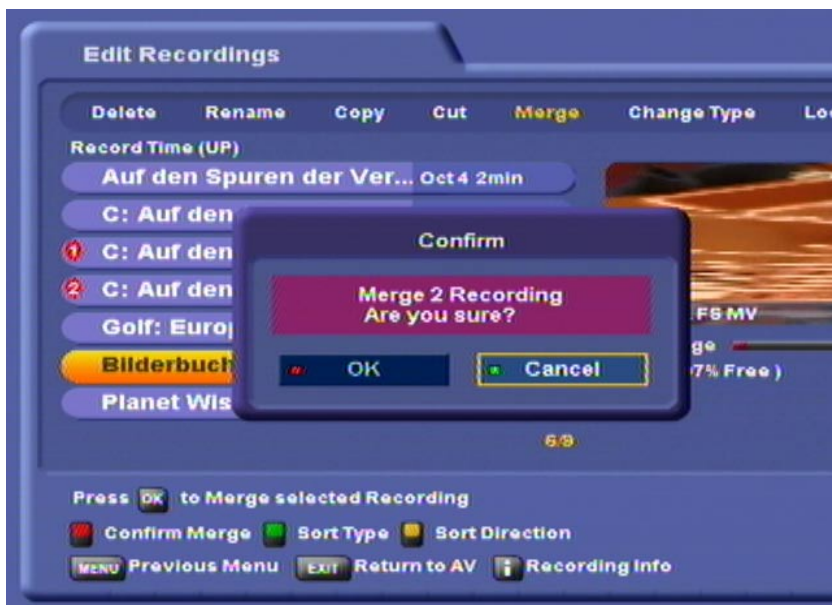 Edit Recordings
Delete Rename Copy Cut Merge Change Type
Record Time (UP)
Auf den Spuren der Ver... Oct 4 2min
C: Auf den
1 C: Auf den
2 C: Auf den
Golf:
Bilderbuch
Planet Wis
Confirm
Merge 2 Recording
Are you sure?
OK Cancel
FS MV
7% Free )
6/9
Press OK to Merge selected Recording
Confirm Merge Sort Type Sort Direction
MENU Previous Menu EXIT Return to AV i Recording Info